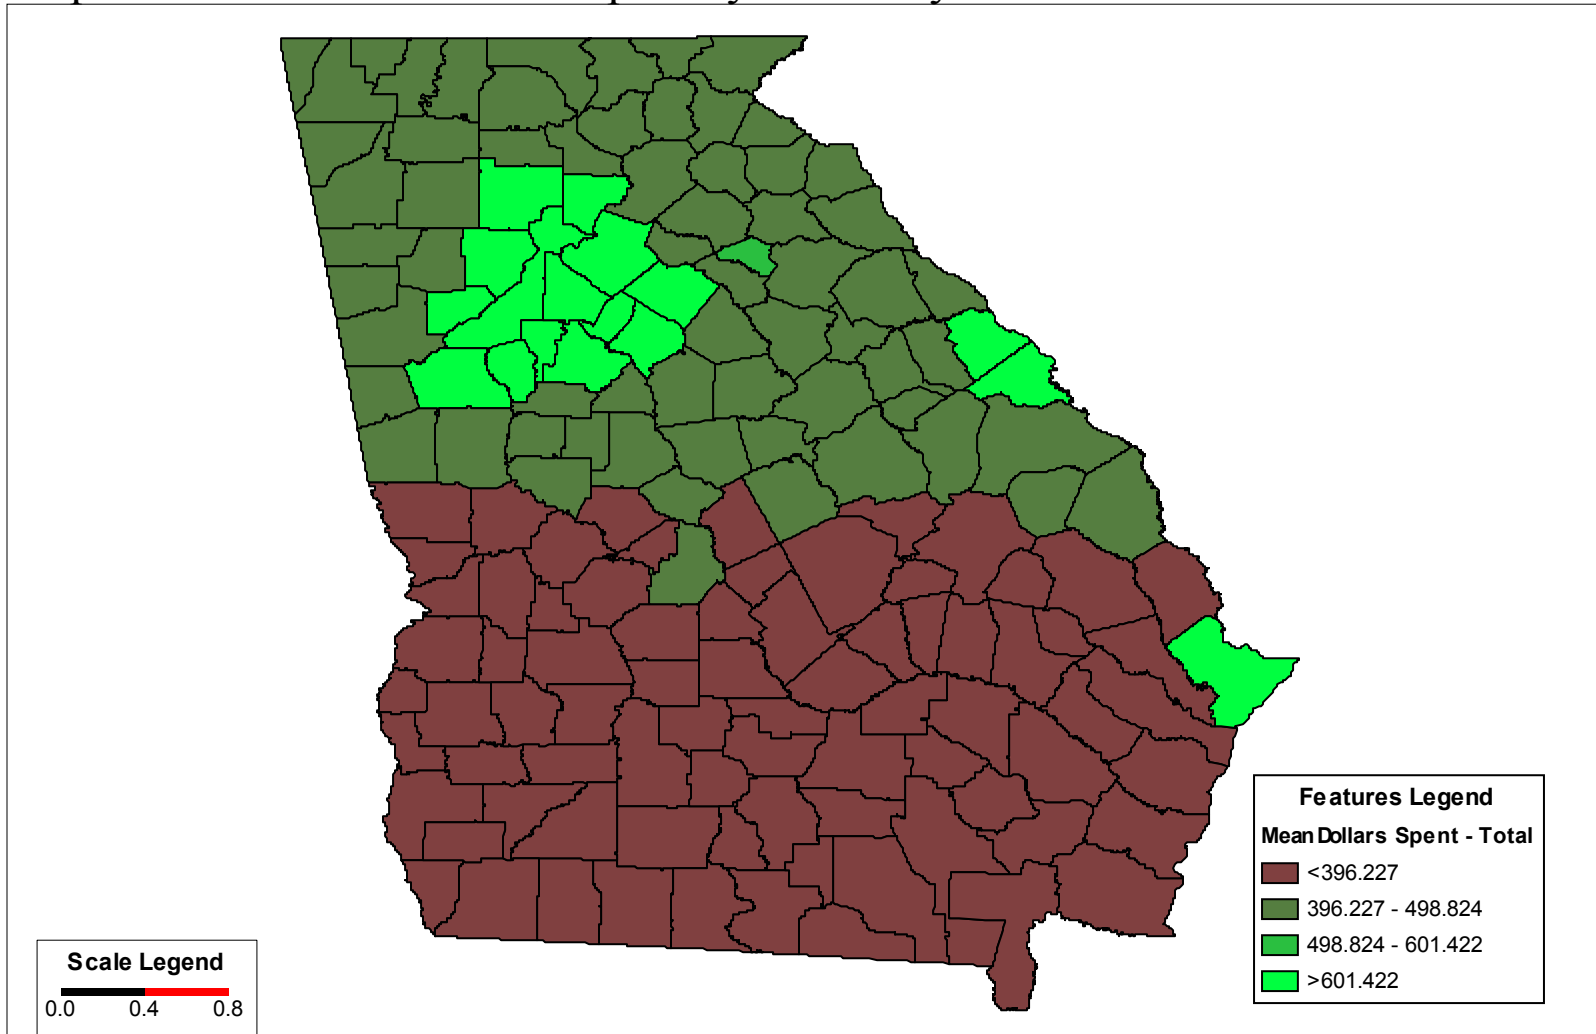 Features Legend
Mean Dollars Spent - Total
<396.227
396.227 - 498.824
498.824 - 601.422
>601.422
Scale Legend
0.0 0.4 0.8